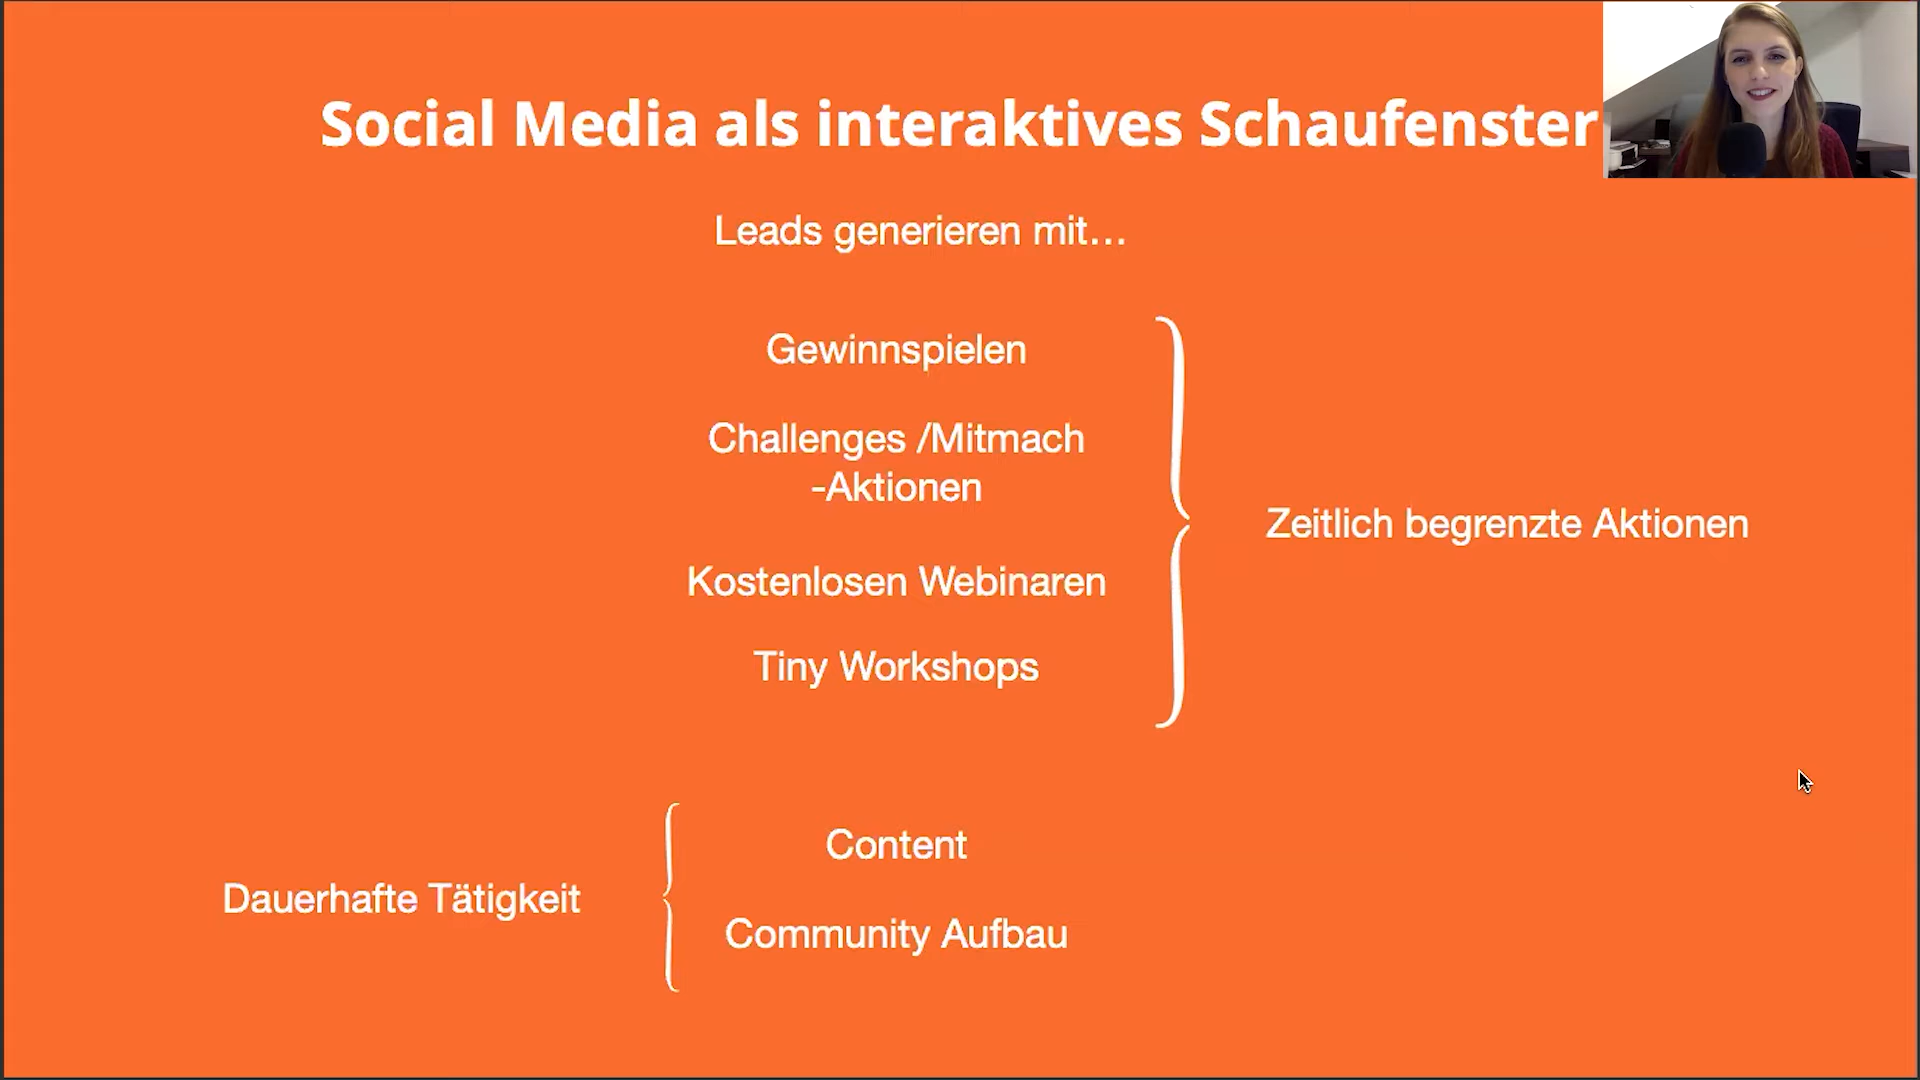 Social Media als interaktives Schaufenster
Leads generieren mit...
Gewinnspielen
Challenges /Mitmach
-Aktionen
Kostenlosen Webinaren
Tiny Workshops
Zeitlich begrenzte Aktionen
Dauerhafte Tätigkeit
Content
Community Aufbau